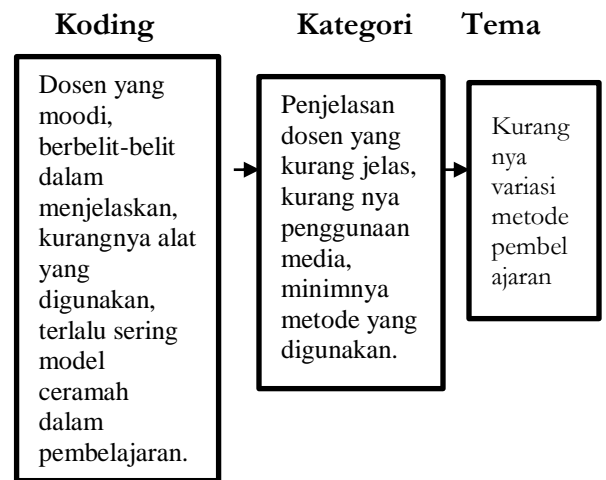 Koding Kategori Tema
Dosen yang
moodi,
berbelit-belit
dalam
menjelaskan,
kurangnya alat
yang
digunakan,
terlalu sering
model
ceramah
dalam
pembelajaran.
Penjelasan
dosen yang
kurang jelas,
kurang nya
penggunaan
media,
minimnya
metode yang
digunakan.
Kurang
nya
variasi
metode
pembel
ajaran